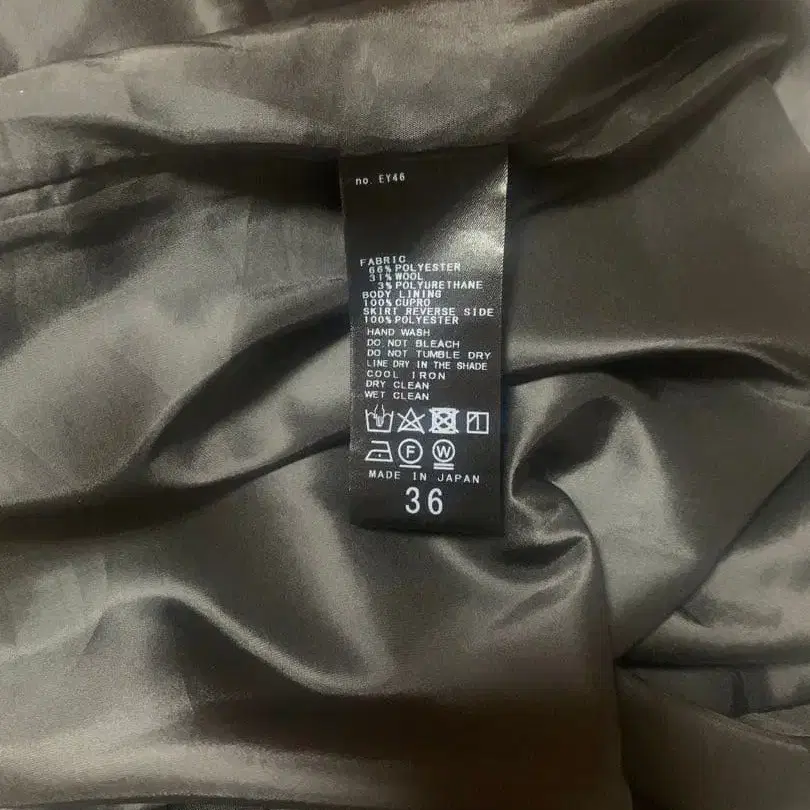 no. EY46
FABRIC
66% POLYESTER
31% WOOL
3% POLYURETHANE
BODY LINING
100% CUPRO
SKIRT REVERSE SIDE
100% POLYESTER
HAND WASH
DO NOT BLEACH
DO NOT TUMBLE DRY
LINE DRY IN THE SHADE
COOL IRON
DRY CLEAN
WET CLEAN
F W
MADE IN JAPAN
36